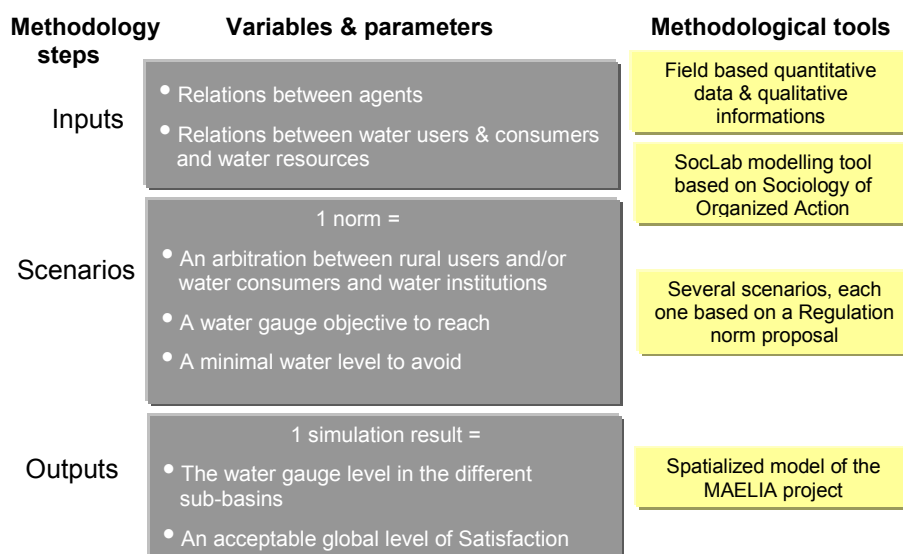 Methodology
steps
Variables & parameters
Methodological tools
Inputs
• Relations between agents
• Relations between water users & consumers
and water resources
Field based quantitative
data & qualitative
informations
SocLab modelling tool
based on Sociology of
Organized Action
Scenarios
1 norm =
• An arbitration between rural users and/or
water consumers and water institutions
• A water gauge objective to reach
• A minimal water level to avoid
Several scenarios, each
one based on a Regulation
norm proposal
Outputs
1 simulation result =
• The water gauge level in the different
sub-basins
• An acceptable global level of Satisfaction
Spatialized model of the
MAELIA project